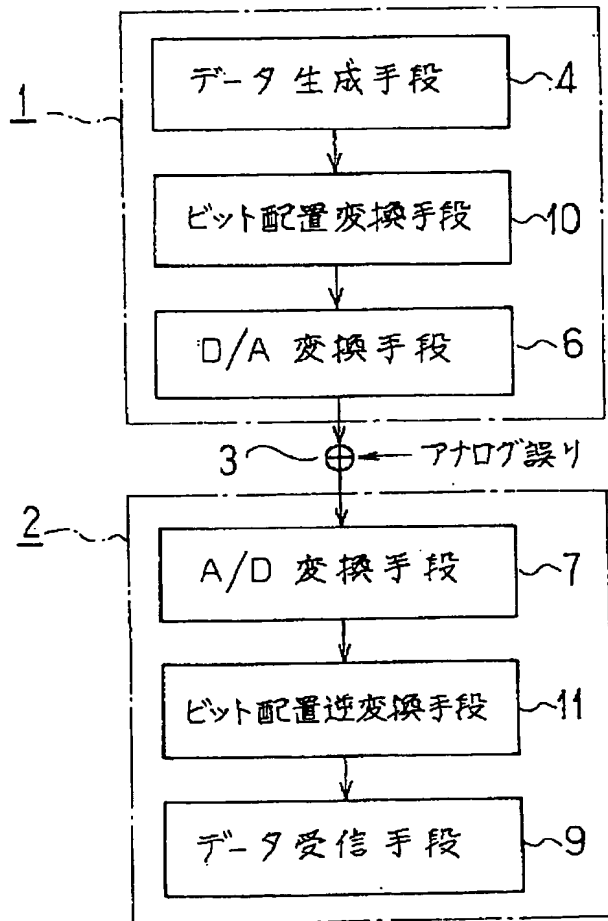 データ生成手段 4
1
ビット配置変換手段 10
D/A 変換手段 6
3 アナログ誤り
2
A/D 変換手段 7
ビット配置逆変換手段 11
データ受信手段 9